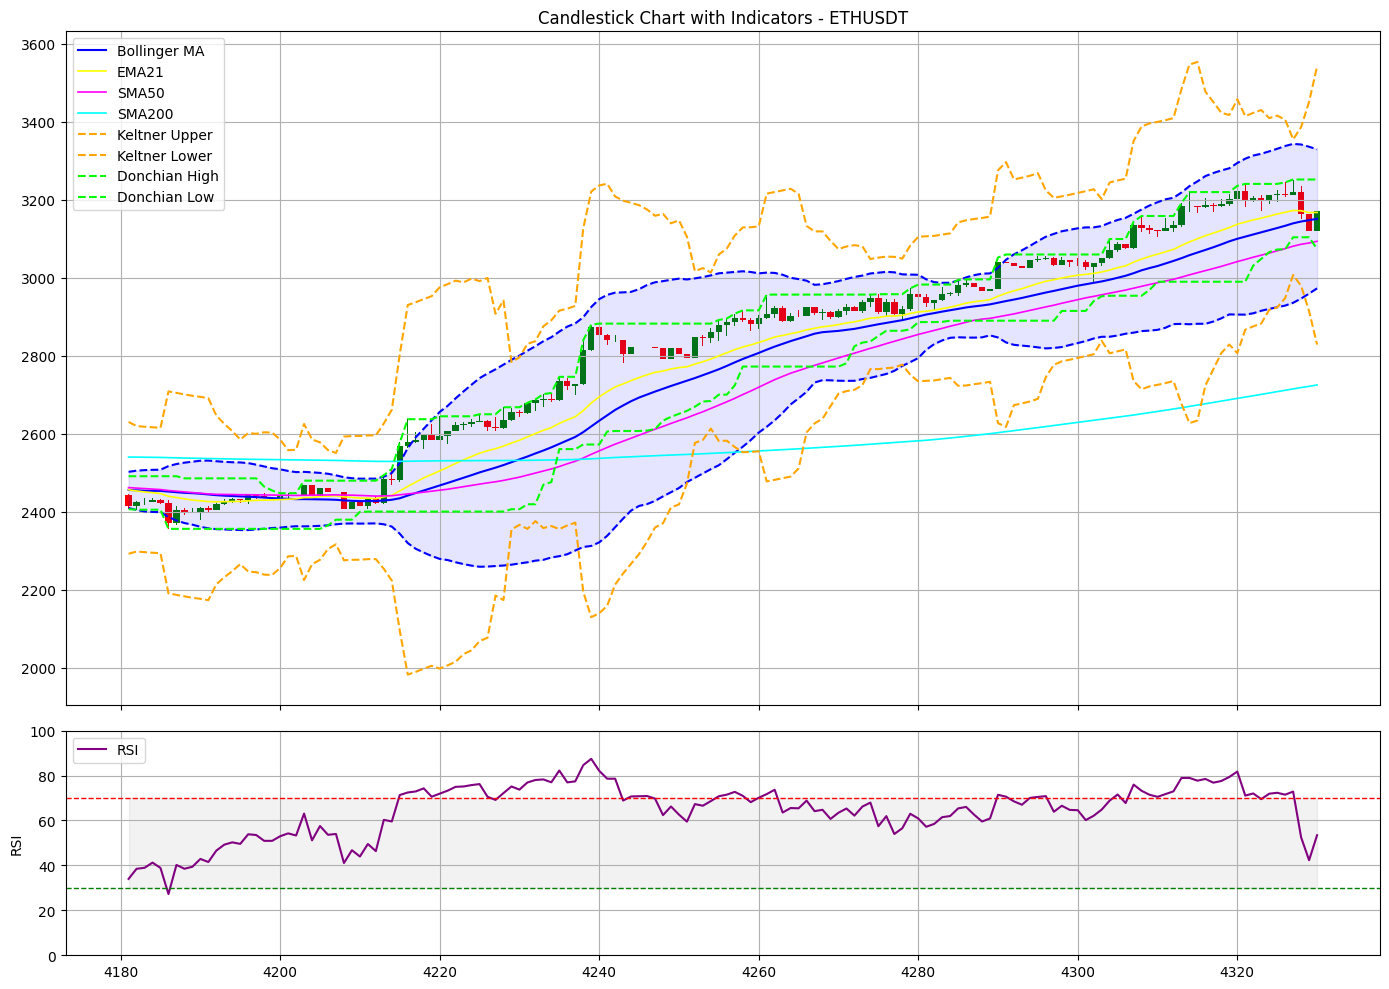 Candlestick Chart with Indicators - ETHUSDT
Bollinger MA
EMA21
SMA50
SMA200
Keltner Upper
Keltner Lower
Donchian High
Donchian Low
3600
3400
3200
3000
2800
2600
2400
2200
2000
RSI
100
80
60
40
20
0
RSI
4180
4200
4220
4240
4260
4280
4300
4320